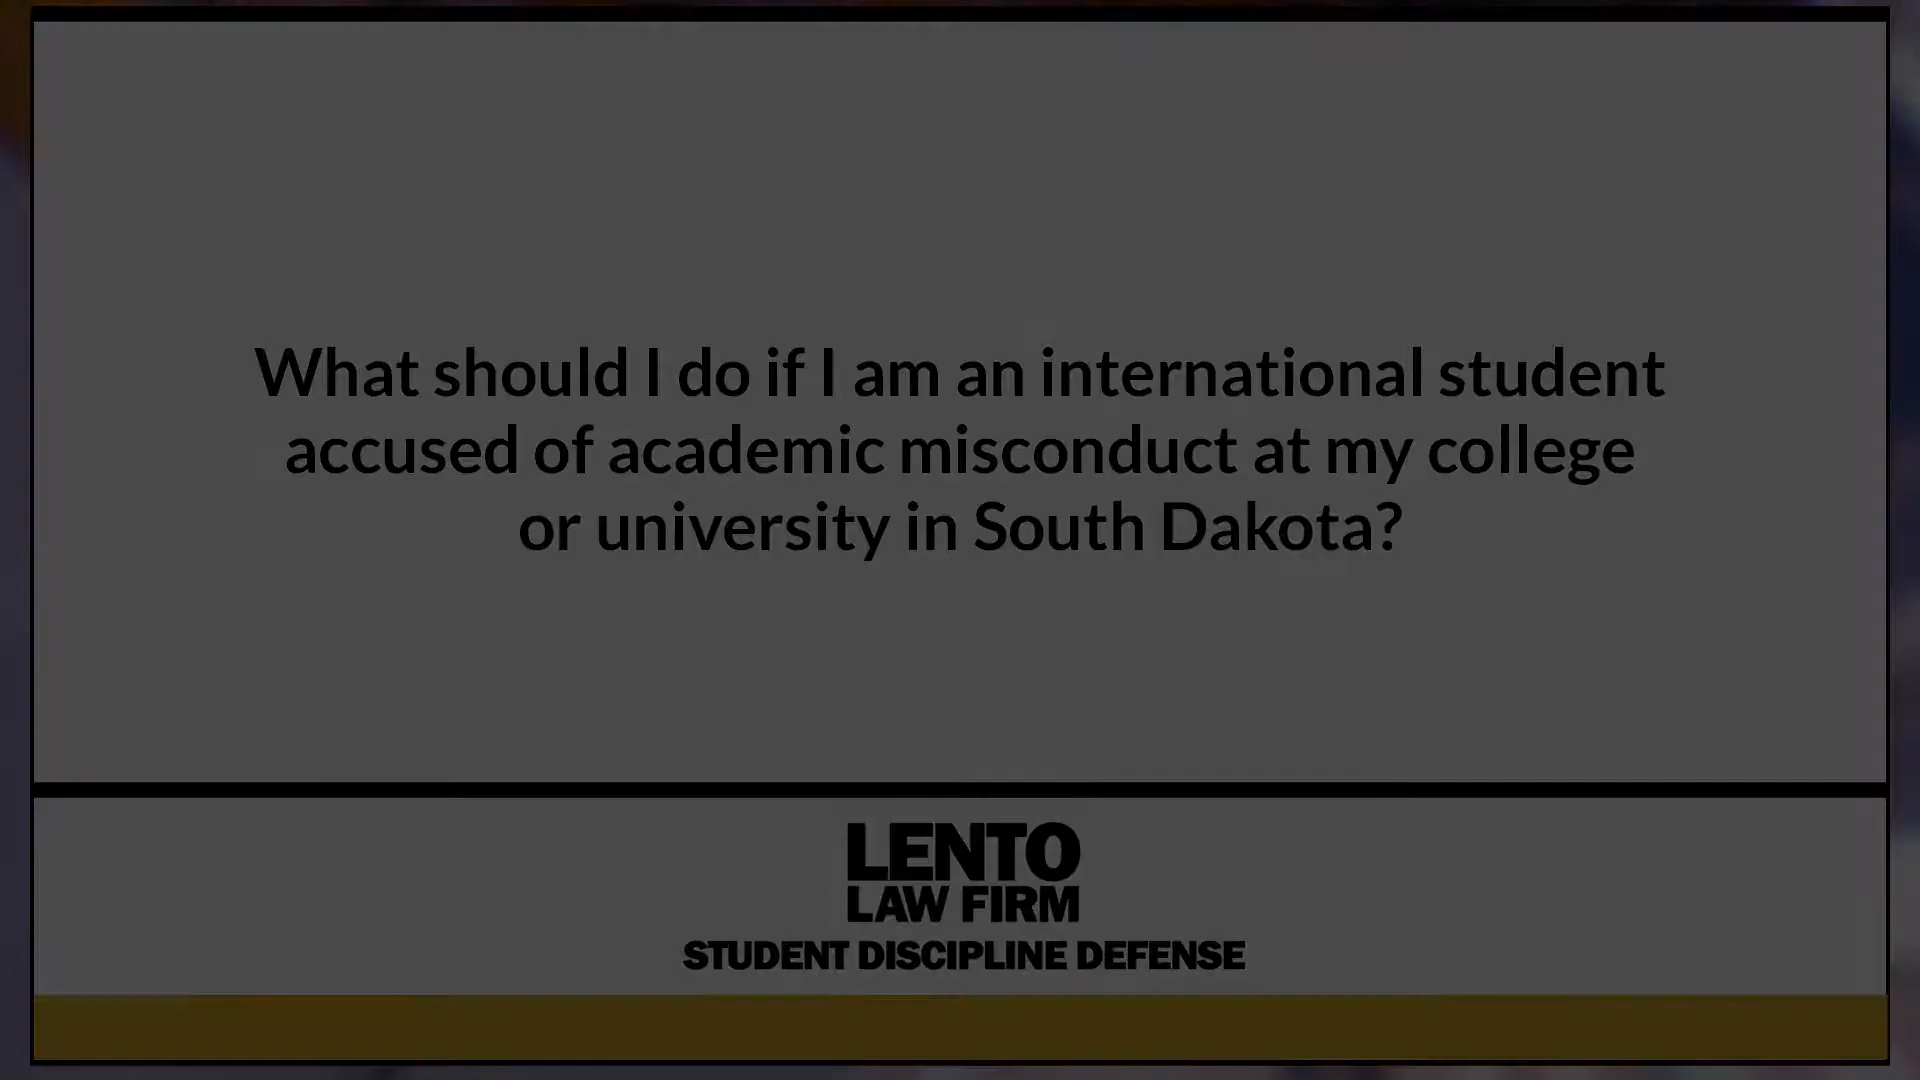 What should I do if I am an international student
accused of academic misconduct at my college
or university in South Dakota?
LENTO
LAW FIRM
STUDENT DISCIPLINE DEFENSE